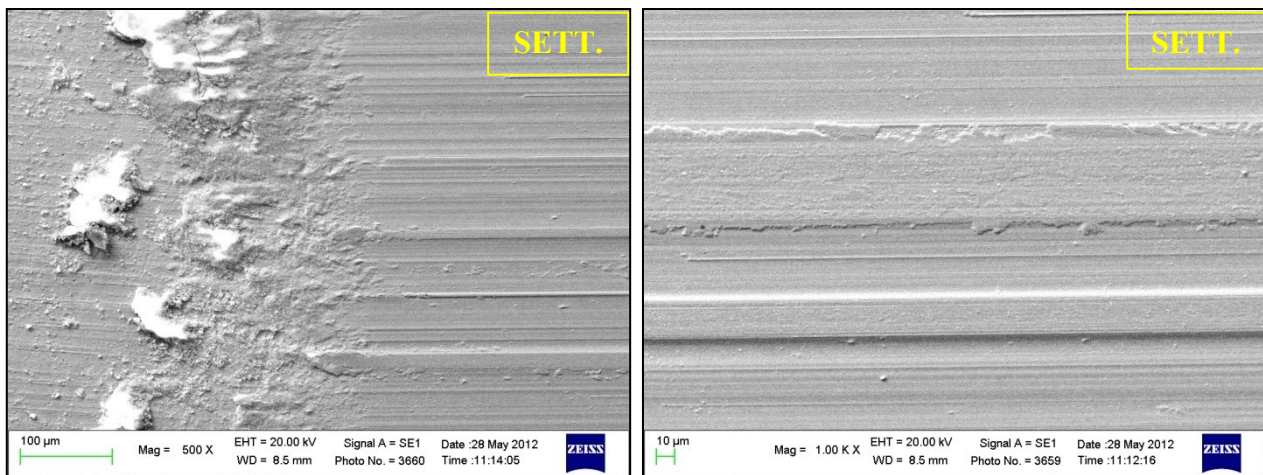 SETT.
100 µm
Mag = 500 X
EHT = 20.00 kV
WD = 8.5 mm
Signal A = SE1
Photo No. = 3660
Date :28 May 2012
Time :11:14:05
ZEISS
SETT.
10 µm
Mag = 1.00 K X
EHT = 20.00 kV
WD = 8.5 mm
Signal A = SE1
Photo No. = 3659
Date :28 May 2012
Time :11:12:16
ZEISS